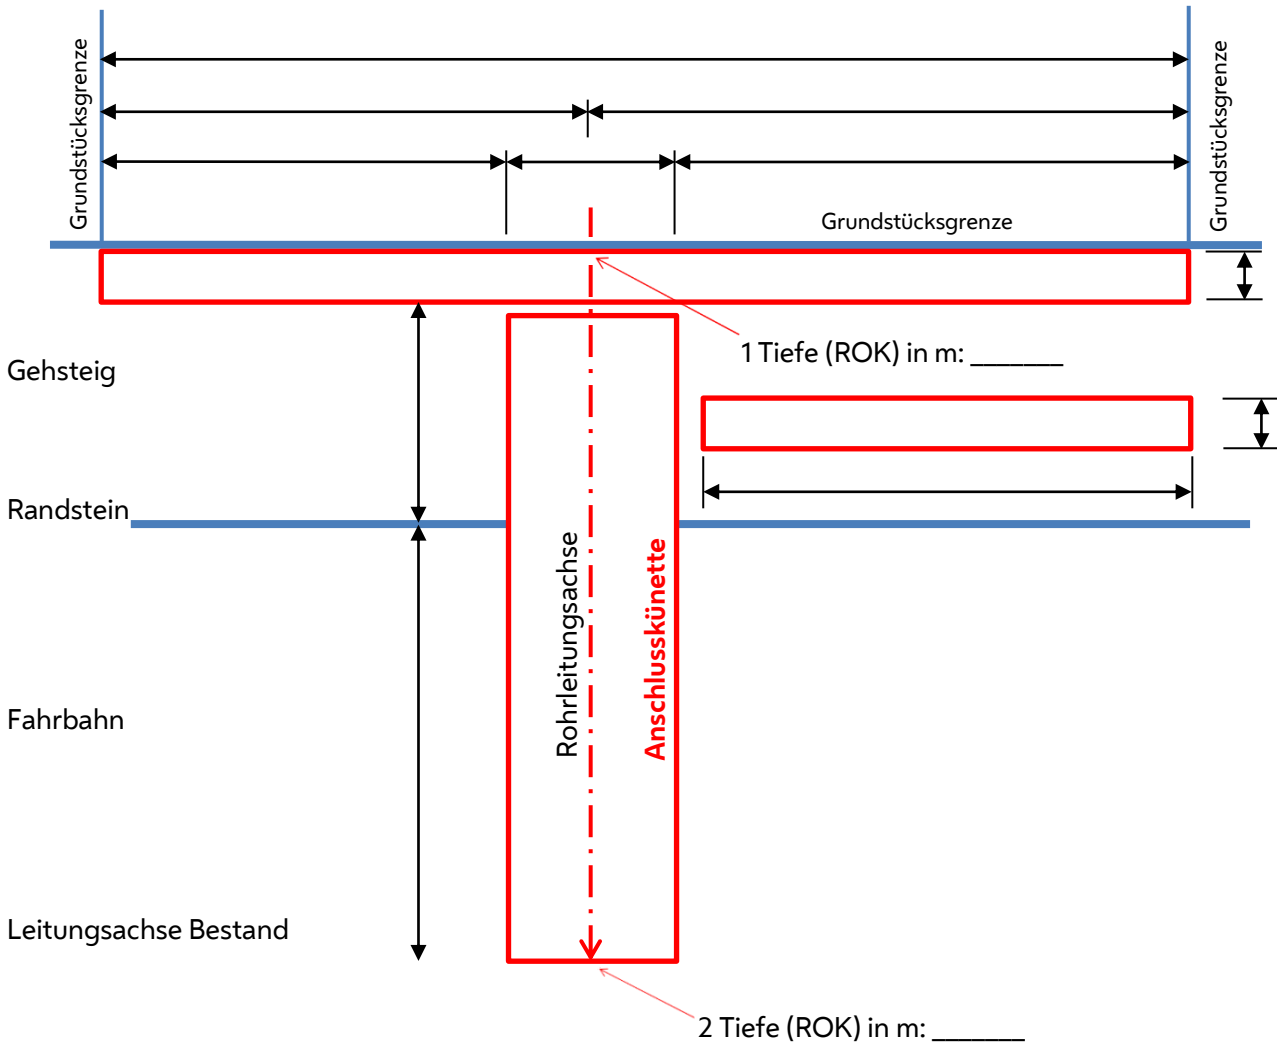 Grundstücksgrenze
Grundstücksgrenze
Grundstücksgrenze
1 Tiefe (ROK) in m: _______
Gehsteig
Randstein
Rohrleitungsachse
Anschlusskünette
Fahrbahn
Leitungsachse Bestand
2 Tiefe (ROK) in m: _______